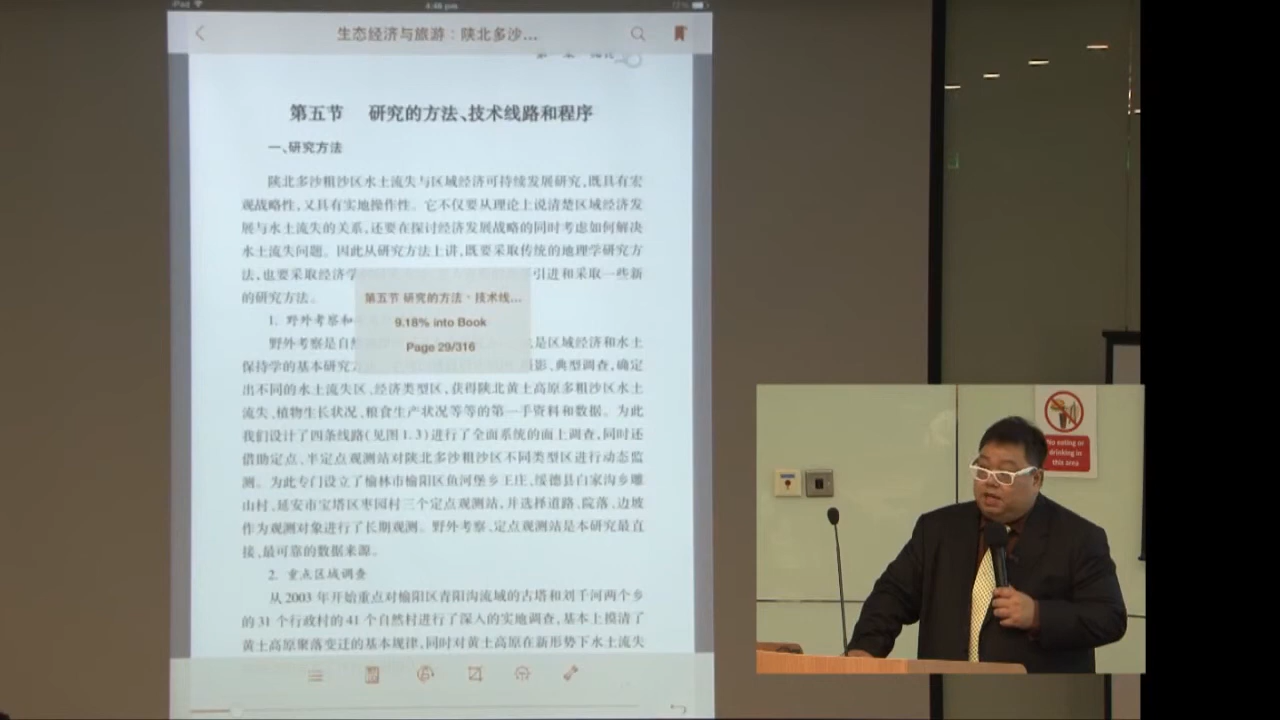 iPad
4:48 pm
生态经济与旅游：陕北多沙...
第五节 研究的方法、技术线路和程序
一、研究方法
陕北多沙粗沙区水土流失与区域经济可持续发展研究,既具有宏
观战略性,又具有实地操作性。它不仅要从理论上说清楚区域经济发
展与水土流失的关系,还要在探讨经济发展战略的同时考虑如何解决
水土流失问题。因此从研究方法上讲,既要采取传统的地理学研究方
法,也要采取经济学 引进和采取一些新
的研究方法。
第五节 研究的方法、技术线...
9.18% into Book
Page 29/316
1. 野外考察和
野外考察是自然 是区域经济和水土
保持学的基本研究方 影、典型调查,确定
出不同的水土流失区、经济类型区,获得陕北黄土高原多粗沙区水土
流失、植物生长状况、粮食生产状况等等的第一手资料和数据。为此
我们设计了四条线路(见图1.3)进行了全面系统的面上调查,同时还
借助定点、半定点观测站对陕北多沙粗沙区不同类型区进行动态监
测。为此专门设立了榆林市榆阳区鱼河堡乡王庄、绥德县白家沟乡雕
山村、延安市宝塔区枣园村三个定点观测站,并选择道路、院落、边坡
作为观测对象进行了长期观测。野外考察、定点观测站是本研究最直
接、最可靠的数据来源。
2. 重点区域调查
从2003年开始重点对榆阳区青阳沟流域的古塔和刘千河两个乡
的31个行政村的41个自然村进行了深入的实地调查,基本上摸清了
黄土高原聚落变迁的基本规律,同时对黄土高原在新形势下水土流失
No eating or
drinking in
this area